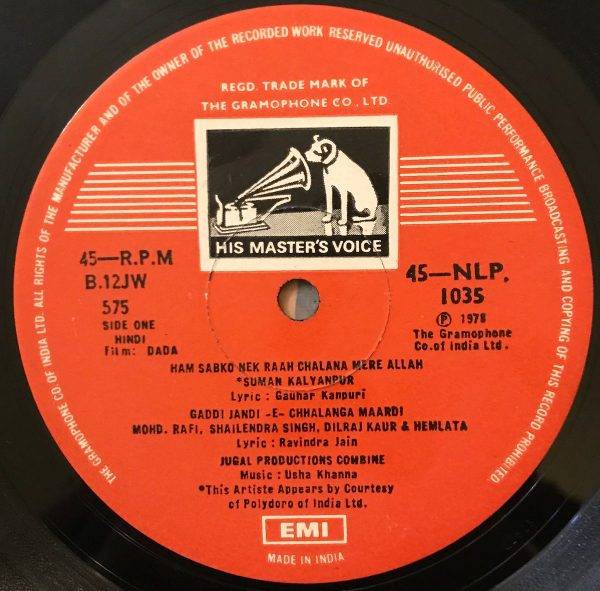 THE GRAMOPHONE CO. OF INDIA LTD. ALL RIGHTS OF THE MANUFACTURER AND OF THE OWNER OF THE RECORDED WORK RESERVED UNAUTHORISED PUBLIC PERFORMANCE BROADCASTING AND COPYING OF THIS RECORD PROHIBITED.
REGD. TRADE MARK OF
THE GRAMOPHONE CO., LTD.
HIS MASTER'S VOICE
45—R.P.M
B.12JW
575
SIDE ONE
HINDI
Film: DADA
45—NLP.
1035
℗ 1978
The Gramophone
Co.of India Ltd.
HAM SABKO NEK RAAH CHALANA MERE ALLAH
*SUMAN KALYANPUR
Lyric : Gauhar Kanpuri
GADDI JANDI -E- CHHALANGA MAARDI
MOHD. RAFI, SHAILENDRA SINGH, DILRAJ KAUR & HEMLATA
Lyric : Ravindra Jain
JUGAL PRODUCTIONS COMBINE
Music : Usha Khanna
*This Artiste Appears by Courtesy
of Polydoro of India Ltd.
EMI
MADE IN INDIA